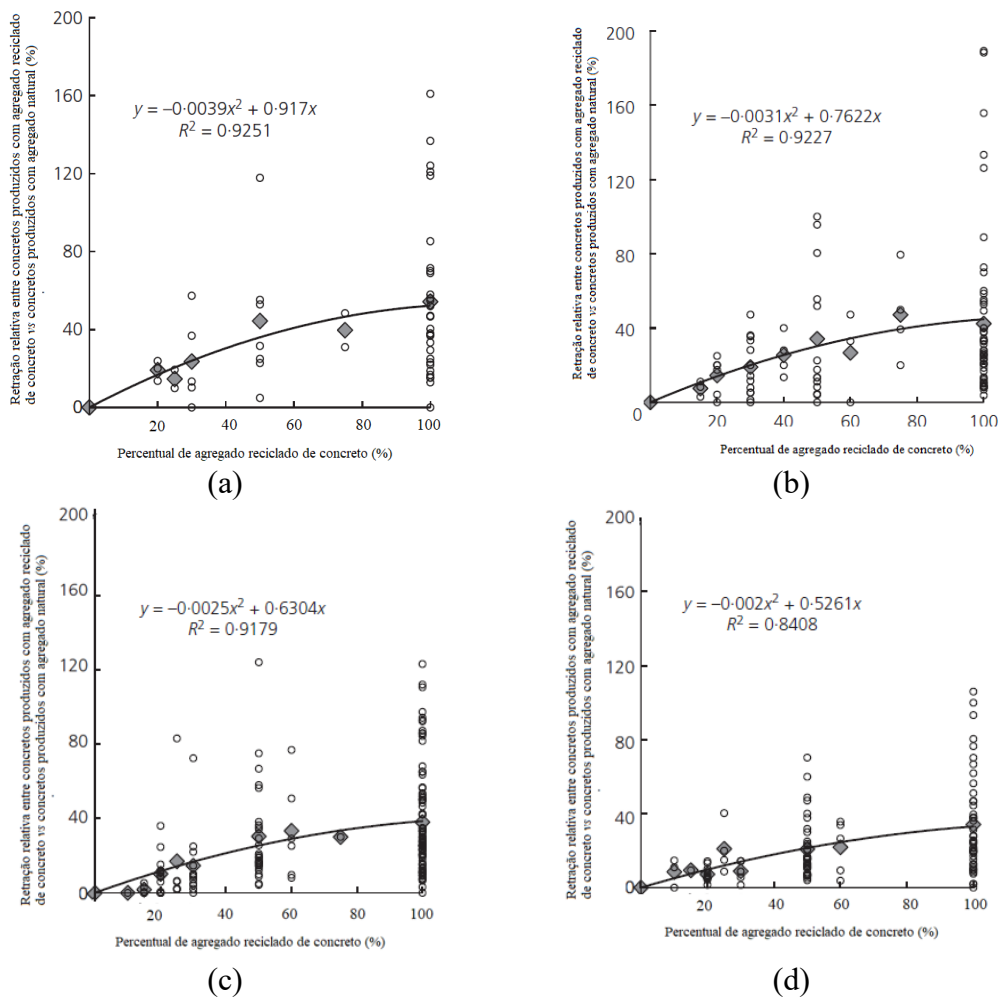 Retração relativa entre concretos produzidos com agregado reciclado
de concreto vs concretos produzidos com agregado natural (%)
200
160
120
80
40
0
y = –0·0039x² + 0·917x
R² = 0·9251
20 40 60 80 100
Percentual de agregado reciclado de concreto (%)
(a)
Retração relativa entre concretos produzidos com agregado reciclado
de concreto vs concretos produzidos com agregado natural (%)
200
160
120
80
40
0
y = –0·0031x² + 0·7622x
R² = 0·9227
20 40 60 80 100
Percentual de agregado reciclado de concreto (%)
(b)
Retração relativa entre concretos produzidos com agregado reciclado
de concreto vs concretos produzidos com agregado natural (%)
200
160
120
80
40
0
y = –0·0025x² + 0·6304x
R² = 0·9179
20 40 60 80 100
Percentual de agregado reciclado de concreto (%)
(c)
Retração relativa entre concretos produzidos com agregado reciclado
de concreto vs concretos produzidos com agregado natural (%)
200
160
120
80
40
0
y = –0·002x² + 0·5261x
R² = 0·8408
20 40 60 80 100
Percentual de agregado reciclado de concreto (%)
(d)